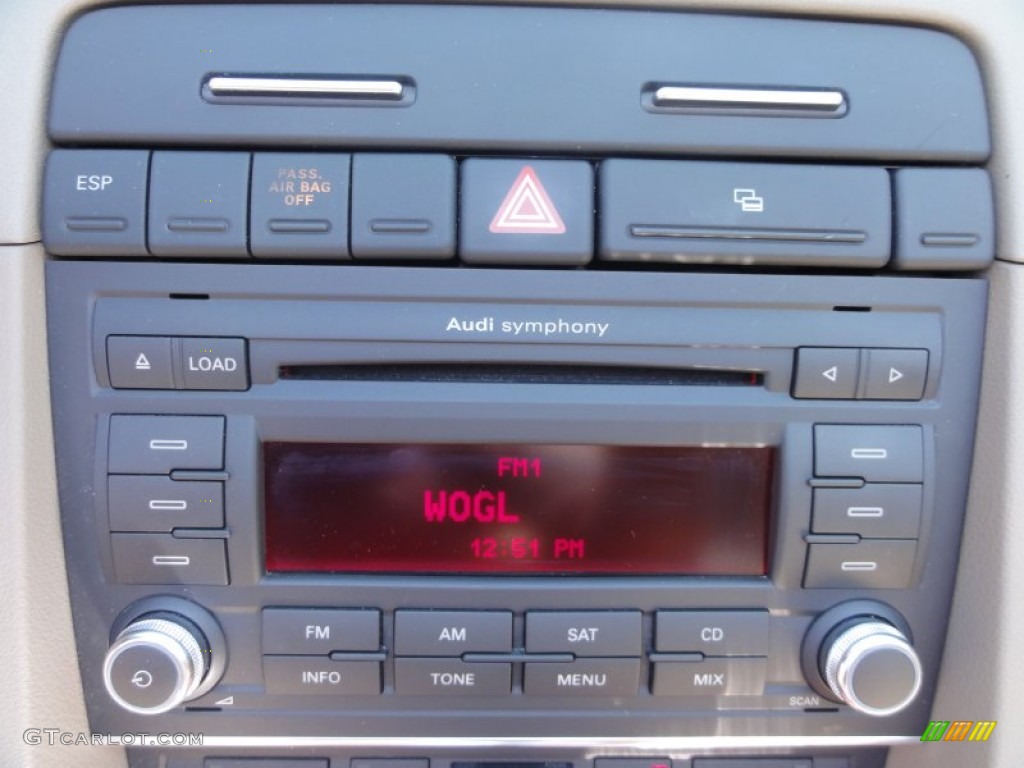 ESP
PASS.
AIR BAG
OFF
Audi symphony
LOAD
FM1
WOGL
12:51 PM
FM AM SAT CD
INFO TONE MENU MIX
SCAN
GTCARLOT.COM